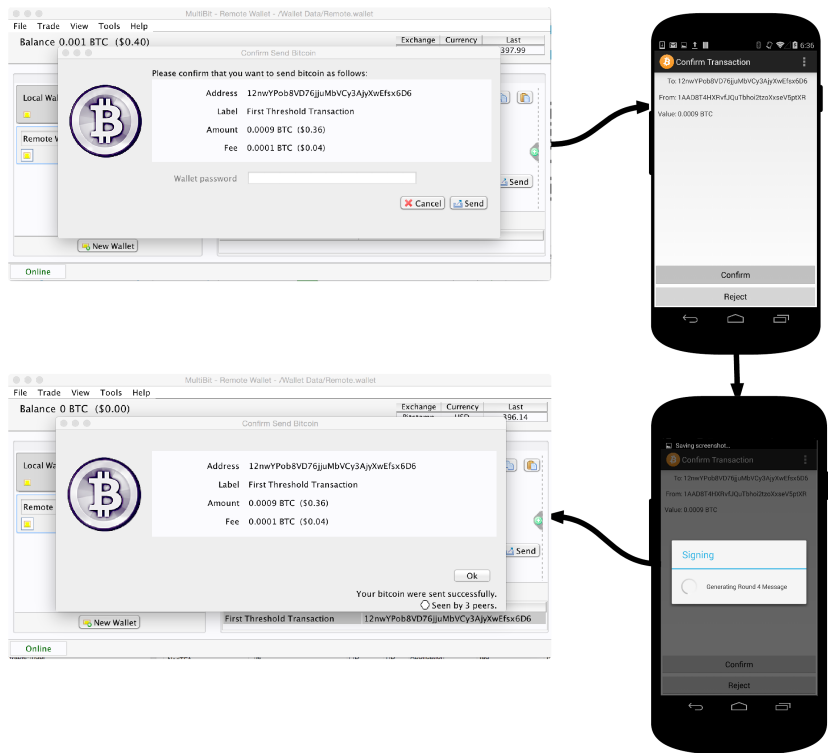 MultiBit - Remote Wallet - /Wallet Data/Remote.wallet
File Trade View Tools Help
Balance 0.001 BTC ($0.40)
Exchange Currency Last
397.99
Confirm Send Bitcoin
Please confirm that you want to send bitcoin as follows:
Address 12nwYPob8VD76jjuMbVCy3AjyXwEfsx6D6
Label First Threshold Transaction
Amount 0.0009 BTC ($0.36)
Fee 0.0001 BTC ($0.04)
Wallet password
Cancel Send
Local Wal
Remote W
Send
New Wallet
Online
6:36
Confirm Transaction
To: 12nwYPob8VD76jjuMbVCy3AjyXwEfsx6D6
From: 1AAD8T4HXRvfJQuTbhoi2tzoXxseV5ptXR
Value: 0.0009 BTC
Confirm
Reject
MultiBit - Remote Wallet - /Wallet Data/Remote.wallet
File Trade View Tools Help
Balance 0 BTC ($0.00)
Exchange Currency Last
Bitstamp USD 396.14
Confirm Send Bitcoin
Address 12nwYPob8VD76jjuMbVCy3AjyXwEfsx6D6
Label First Threshold Transaction
Amount 0.0009 BTC ($0.36)
Fee 0.0001 BTC ($0.04)
Ok
Your bitcoin were sent successfully.
Seen by 3 peers.
Local Wa
Remote
Send
New Wallet
First Threshold Transaction 12nwYPob8VD76jjuMbVCy3AjyXwEfsx6D6
Online
Saving screenshot...
Confirm Transaction
To: 12nwYPob8VD76jjuMbVCy3AjyXwEfsx6D6
From: 1AAD8T4HXRvfJQuTbhoi2tzoXxseV5ptXR
Value: 0.0009 BTC
Signing
Generating Round 4 Message
Confirm
Reject